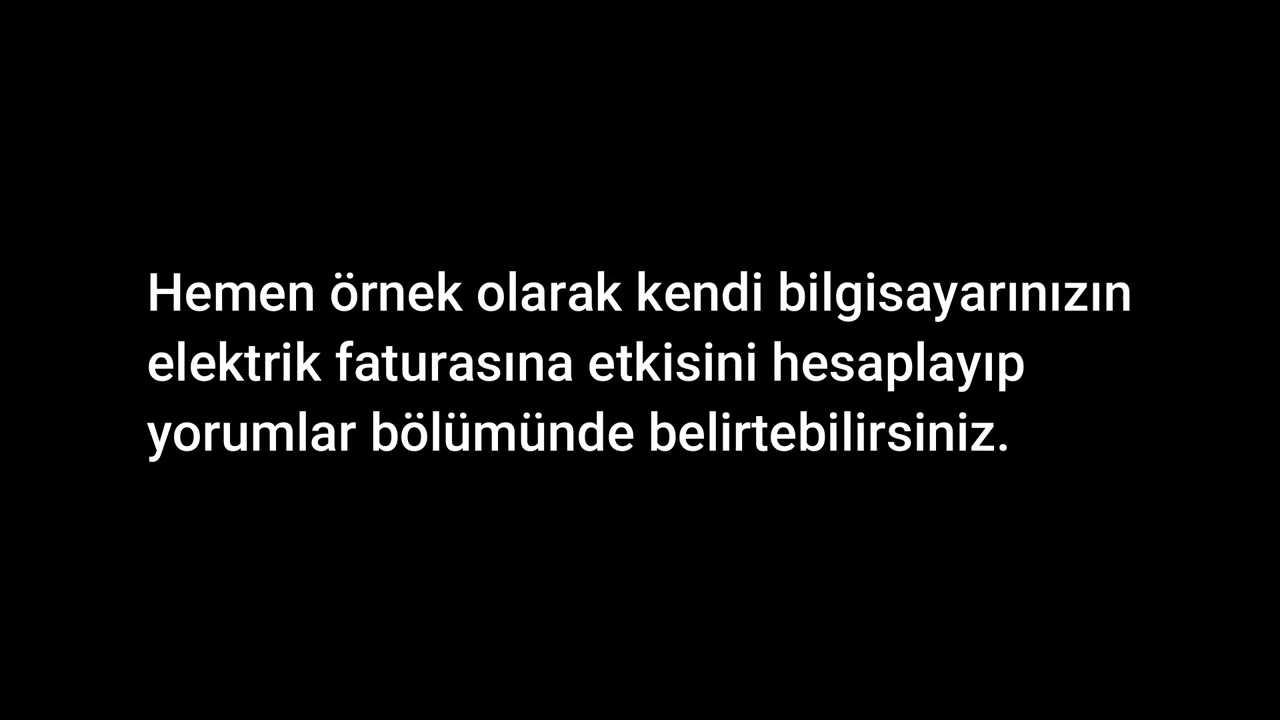 Hemen örnek olarak kendi bilgisayarınızın
elektrik faturasına etkisini hesaplayıp
yorumlar bölümünde belirtebilirsiniz.